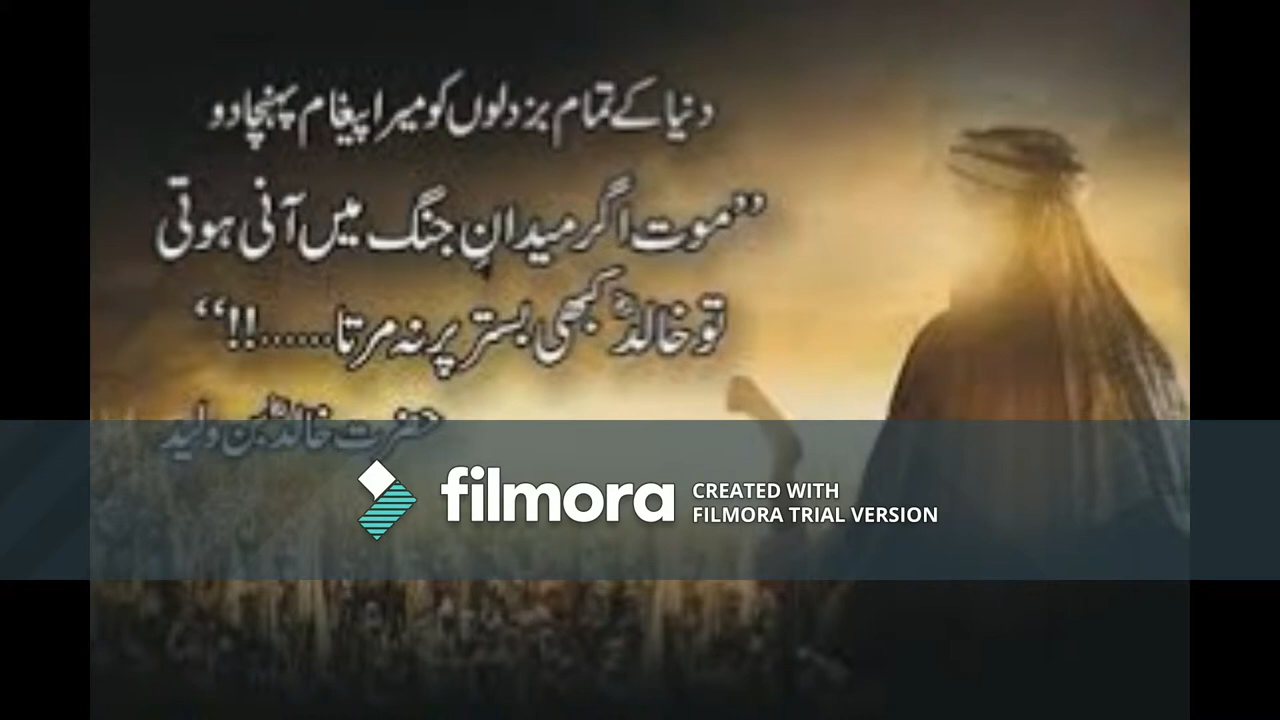 دنیا کے تمام بزدلوں کو میرا پیغام پہنچا دو
”موت اگر میدانِ جنگ میں آنی ہوتی
تو خالدؓ کبھی بستر پر نہ مرتا......!!“
حضرت خالدؓ بن ولید
filmora
CREATED WITH
FILMORA TRIAL VERSION